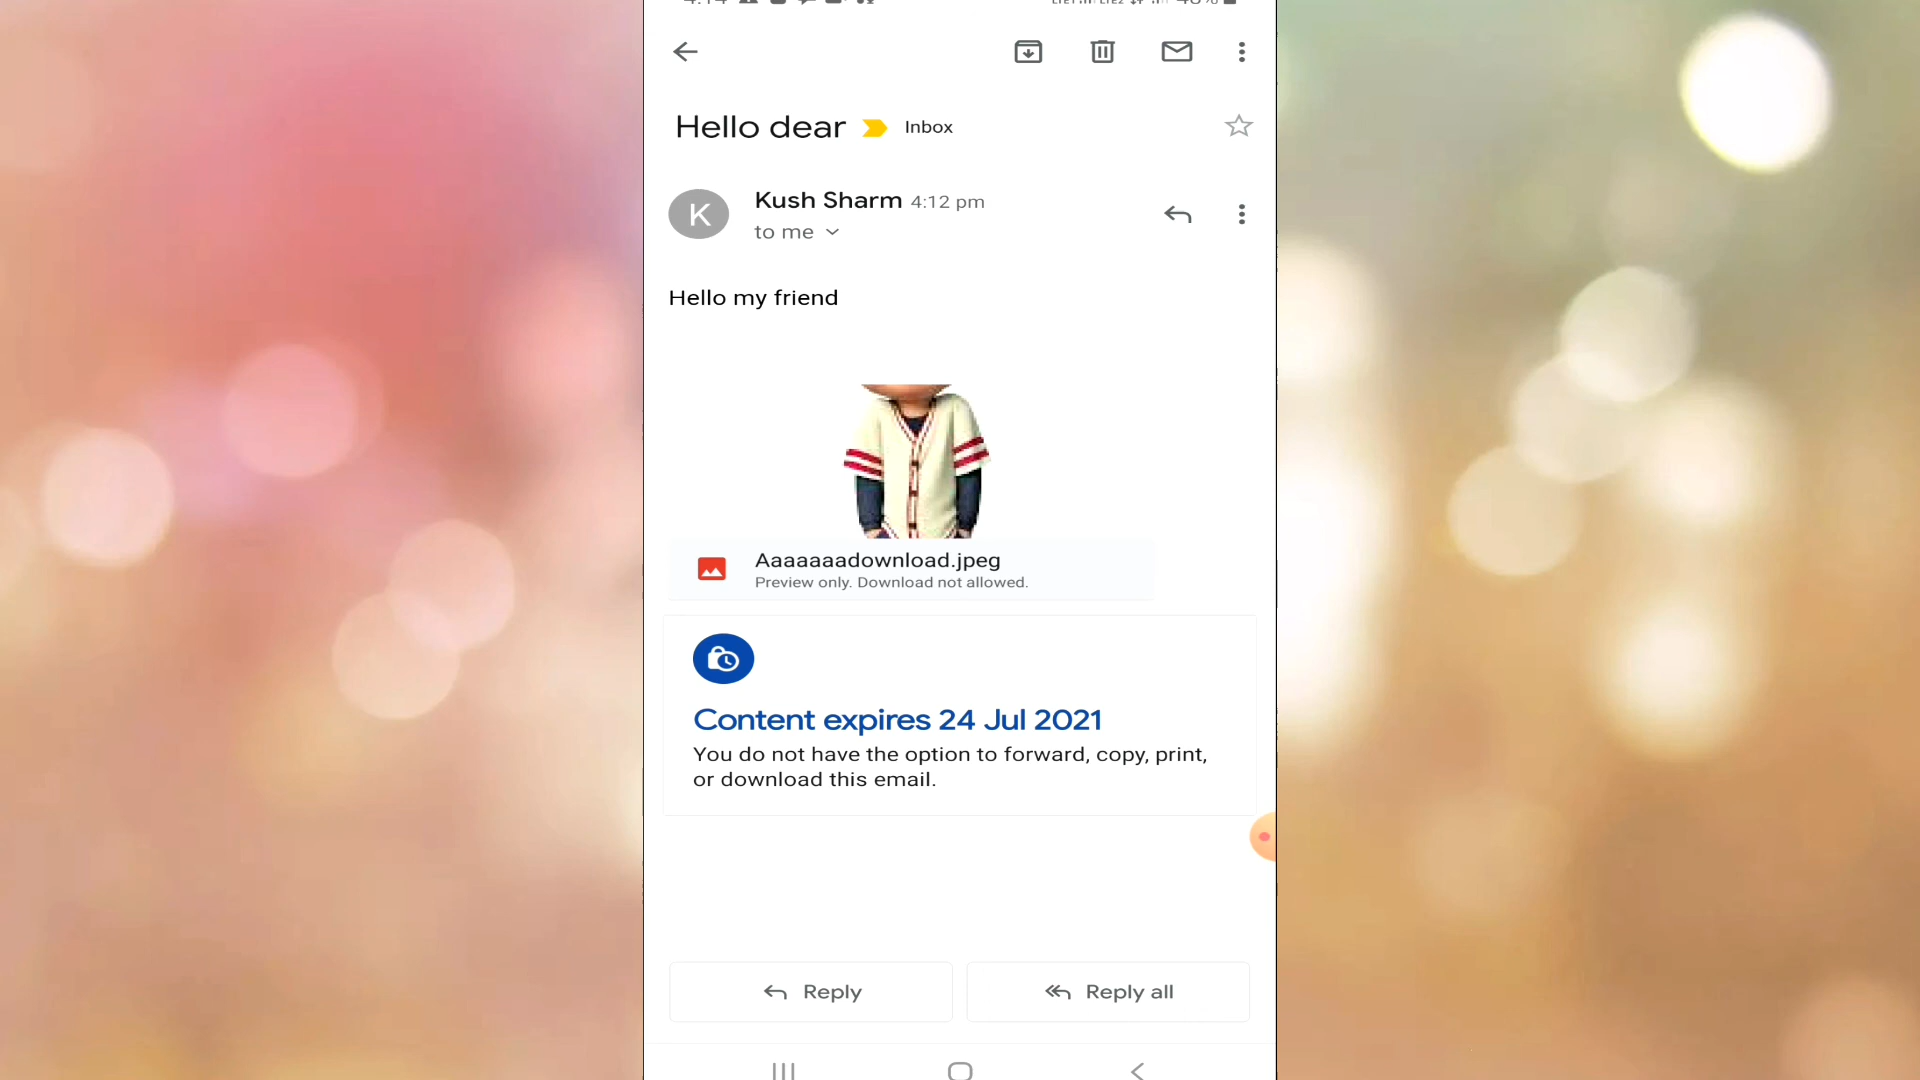 Hello dear Inbox
K
Kush Sharm 4:12 pm
to me
Hello my friend
Aaaaaaadownload.jpeg
Preview only. Download not allowed.
Content expires 24 Jul 2021
You do not have the option to forward, copy, print,
or download this email.
Reply
Reply all